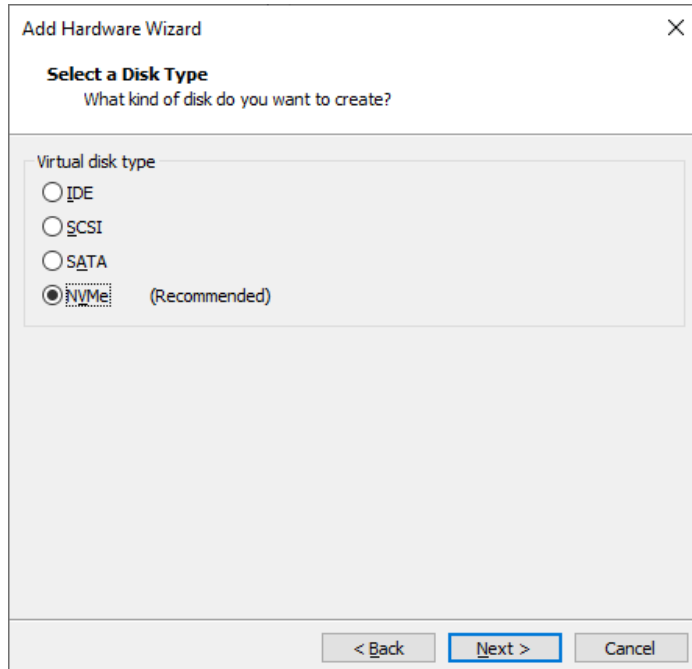 Add Hardware Wizard
Select a Disk Type
What kind of disk do you want to create?
Virtual disk type
IDE
SCSI
SATA
NVMe (Recommended)
< Back Next > Cancel